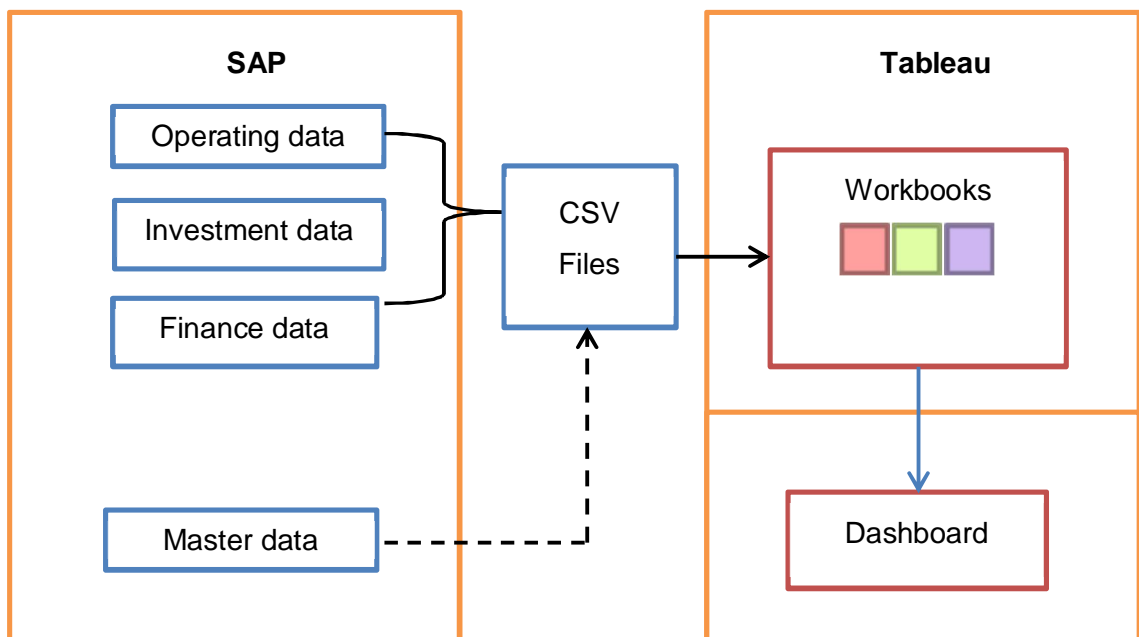 SAP
Operating data
Investment data
Finance data
Master data
CSV
Files
Tableau
Workbooks
Dashboard